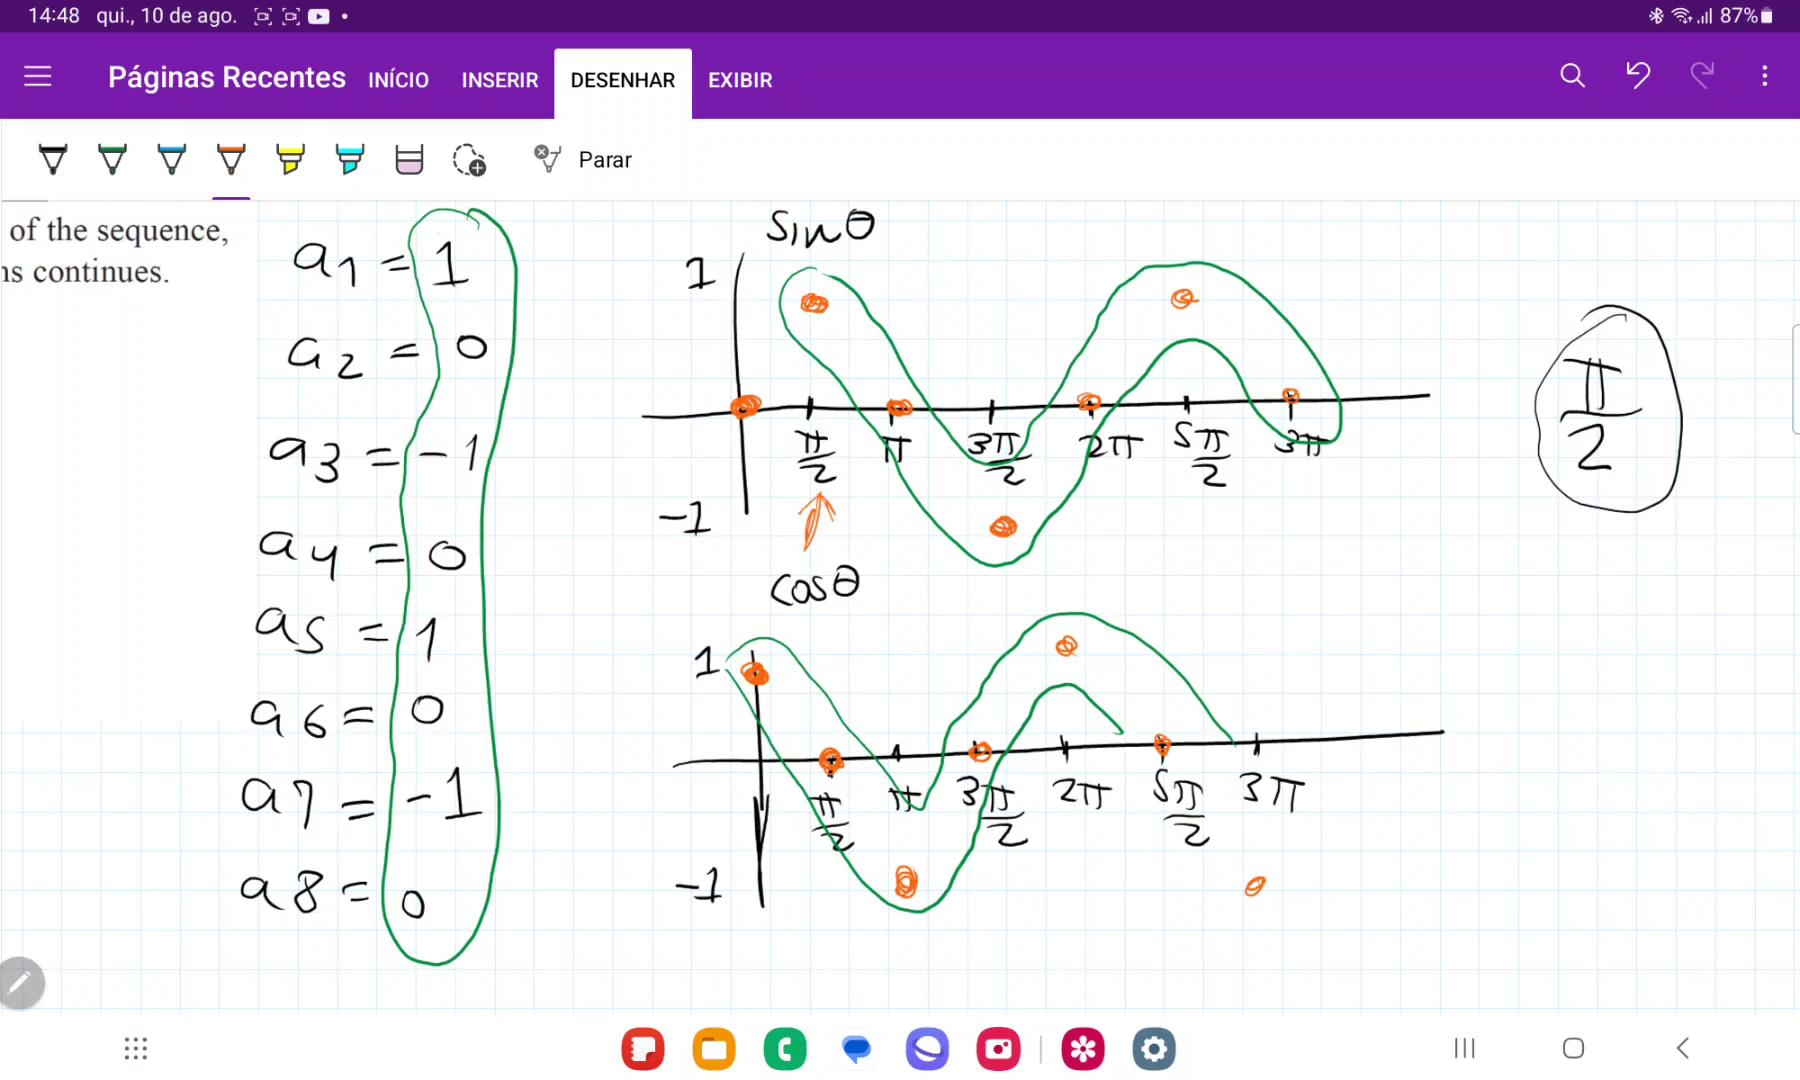 14:48 qui., 10 de ago. 87%
Páginas Recentes INÍCIO INSERIR DESENHAR EXIBIR
Parar
of the sequence,
ns continues.
a1 = 1
a2 = 0
a3 = -1
a4 = 0
a5 = 1
a6 = 0
a7 = -1
a8 = 0
sinθ
1
π/2 π 3π/2 2π 5π/2 3π
-1
cosθ
1
π/2 π 3π/2 2π 5π/2 3π
-1
π/2